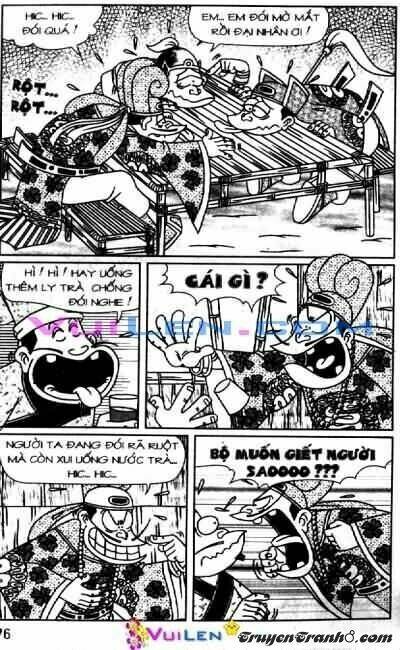 HIC... HIC...
ĐÓI QUÁ!
EM... EM ĐÓI MỜ MẮT
RỒI ĐẠI NHÂN ƠI!
RỘT...
RỘT...
HÌ! HÌ! HAY UỐNG
THÊM LY TRÀ CHỐNG
ĐÓI NGHE!
CÁI GÌ?
VUILEN.COM
NGƯỜI TA ĐANG ĐÓI RÃ RUỘT
MÀ CÒN XUI UỐNG NƯỚC TRÀ...
HIC... HIC...
BỘ MUỐN GIẾT NGƯỜI
SAOOOO ???
76
VUILEN
TruyenTranh8.com